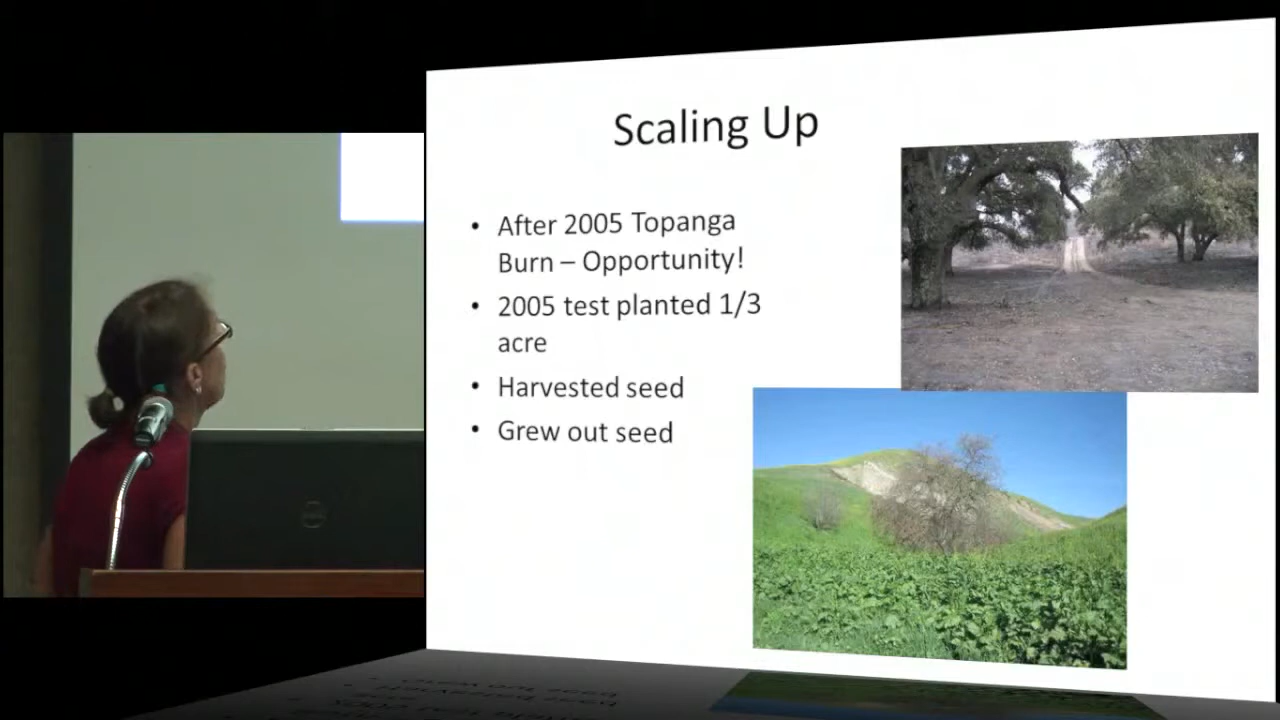 Scaling Up
• After 2005 Topanga
Burn – Opportunity!
• 2005 test planted 1/3
acre
• Harvested seed
• Grew out seed